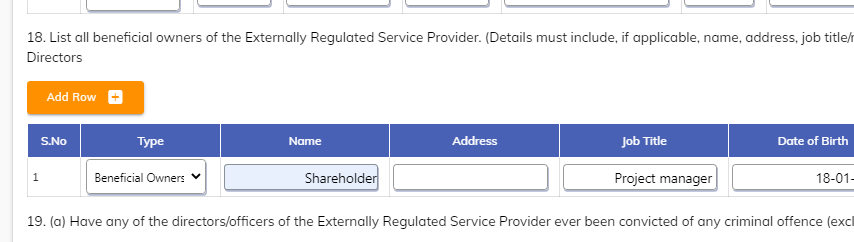 18. List all beneficial owners of the Externally Regulated Service Provider. (Details must include, if applicable, name, address, job title/
Directors
Add Row
S.No Type Name Address Job Title Date of Birth
1 Beneficial Owners Shareholder Project manager 18-01-
19. (a) Have any of the directors/officers of the Externally Regulated Service Provider ever been convicted of any criminal offence (excl